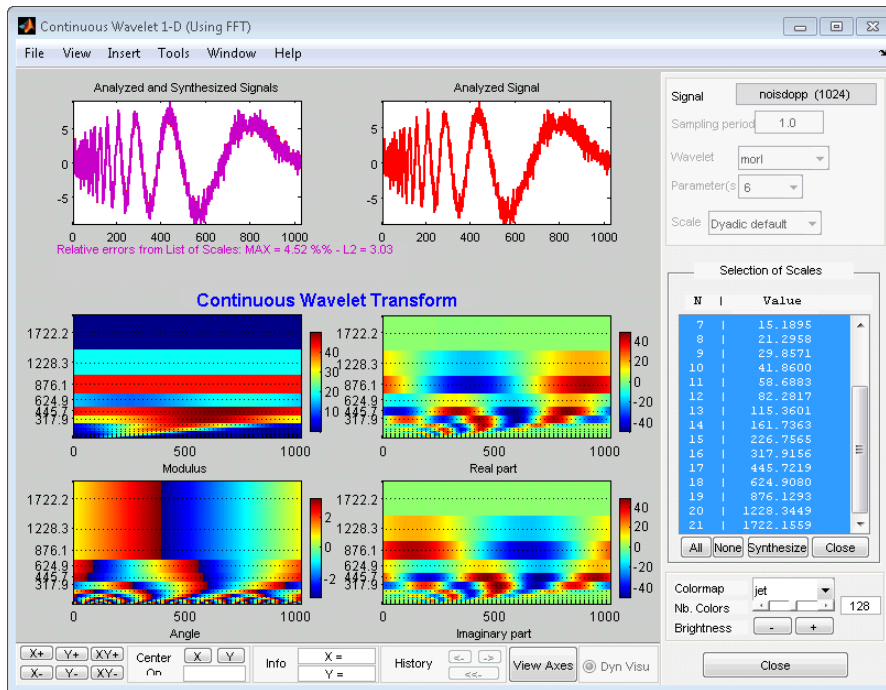 Continuous Wavelet 1-D (Using FFT)
File View Insert Tools Window Help
Analyzed and Synthesized Signals
5
0
-5
0 200 400 600 800 1000
Relative errors from List of Scales: MAX = 4.52 %% - L2 = 3.03
Analyzed Signal
5
0
-5
0 200 400 600 800 1000
Continuous Wavelet Transform
1722.2
1228.3
876.1
624.9
445.7
317.9
0 500 1000
40
30
20
10
Modulus
1722.2
1228.3
876.1
624.9
445.7
317.9
0 500 1000
40
20
0
-20
-40
Real part
1722.2
1228.3
876.1
624.9
445.7
317.9
0 500 1000
2
0
-2
Angle
1722.2
1228.3
876.1
624.9
445.7
317.9
0 500 1000
40
20
0
-20
-40
Imaginary part
Signal noisdopp (1024)
Sampling period 1.0
Wavelet morl
Parameter(s 6
Scale Dyadic default
Selection of Scales
N | Value
7 | 15.1895
8 | 21.2958
9 | 29.8571
10 | 41.8600
11 | 58.6883
12 | 82.2817
13 | 115.3601
14 | 161.7363
15 | 226.7565
16 | 317.9156
17 | 445.7219
18 | 624.9080
19 | 876.1293
20 | 1228.3449
21 | 1722.1559
All None Synthesize Close
Colormap jet
Nb. Colors 128
Brightness - +
X+ Y+ XY+
X- Y- XY-
Center X Y
On
Info X =
Y =
History <- ->
<<-
View Axes
Dyn Visu
Close